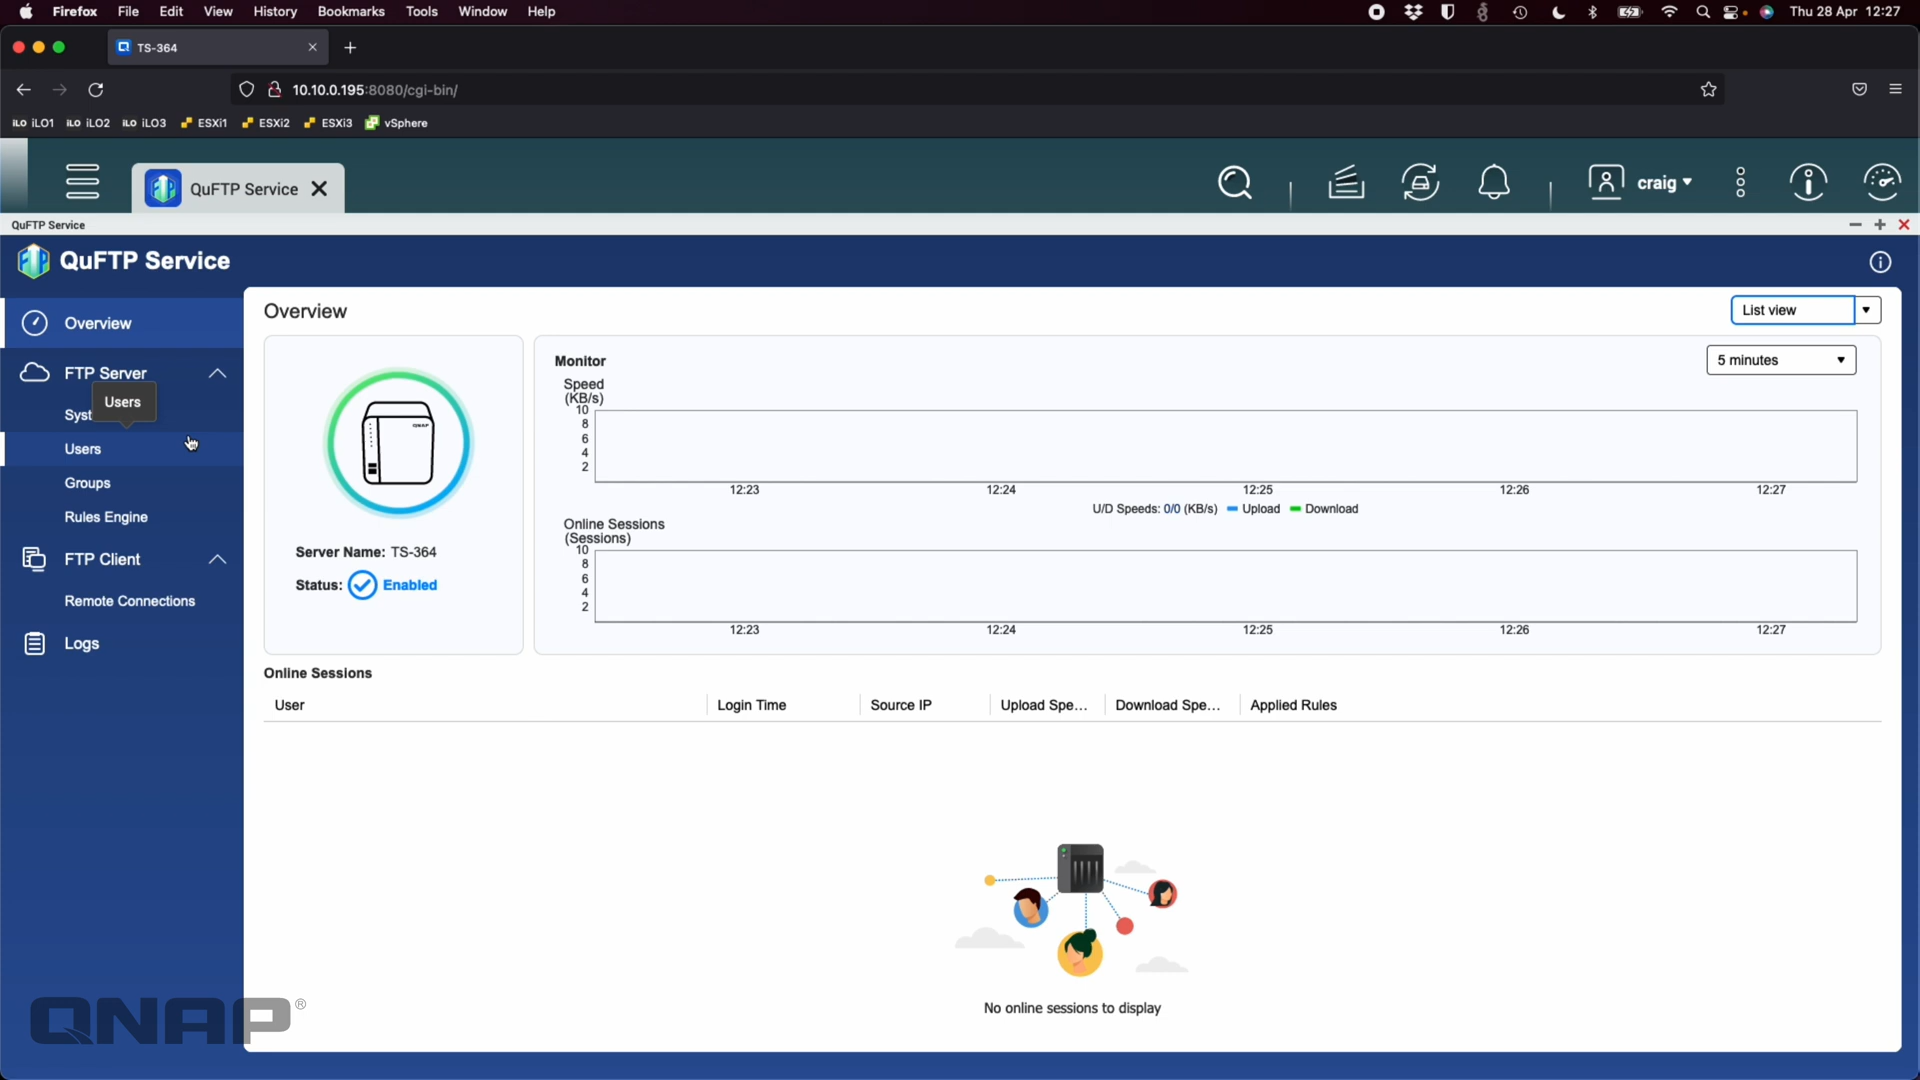 Firefox File Edit View History Bookmarks Tools Window Help Thu 28 Apr 12:27
TS-364
10.10.0.195:8080/cgi-bin/
iLO iLO1 iLO iLO2 iLO iLO3 ESXi1 ESXi2 ESXi3 vSphere
QuFTP Service craig
QuFTP Service
QuFTP Service
Overview
FTP Server
Users
Syst
Users
Groups
Rules Engine
FTP Client
Remote Connections
Logs
Overview
List view
QNAP
Server Name: TS-364
Status: Enabled
Monitor
5 minutes
Speed
(KB/s)
10
8
6
4
2
12:23 12:24 12:25 12:26 12:27
U/D Speeds: 0/0 (KB/s) Upload Download
Online Sessions
(Sessions)
10
8
6
4
2
12:23 12:24 12:25 12:26 12:27
Online Sessions
User Login Time Source IP Upload Spe... Download Spe... Applied Rules
No online sessions to display
QNAP®